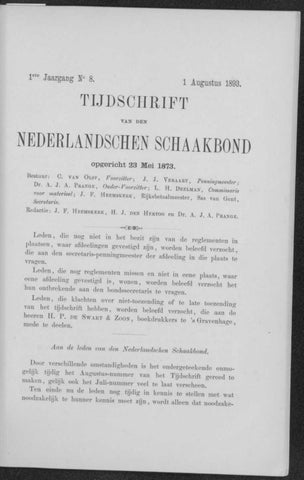 1ste Jaargang No 8.
1 Augustus 1893.
TIJDSCHRIFT
VAN DEN
NEDERLANDSCHEN SCHAAKBOND
opgericht 23 Mei 1873.
Bestuur: C. van Olst, Voorzitter, J. J. Veraart, Penningmeester;
Dr. A. J. A. Prange, Onder-Voorzitter; L. H. Dielman, Commissaris
voor materieel; J. F. Heemskerk, Rijksbetaalmeester, Sas van Gent,
Secretaris.
Redactie: J. F. Heemskerk, H. J. den Hertog en Dr. A. J. A. Prange.
Leden, die nog niet in het bezit zijn van de reglementen in
plaatsen, waar afdeelingen gevestigd zijn, worden beleefd verzocht,
die aan den secretaris-penningmeester der afdeeling in die plaats te
vragen.
Leden, die nog reglementen missen en niet in eene plaats, waar
eene afdeeling gevestigd is, wonen, worden beleefd verzocht het
hun ontbrekende aan den bondssecretaris te vragen.
Leden, die klachten over niet-toezending of te late toezending
van het tijdschrift hebben, worden beleefd verzocht, die aan de
heeren H. P. de Swart & Zoon, boekdrukkers te 's Gravenhage,
mede te deelen.
Aan de leden van den Nederlandschen Schaakbond.
Door verschillende omstandigheden is het ondergeteekende onmo-
gelijk tijdig het Augustus-nummer van het Tijdschrift gereed te
maken, gelijk ook het Juli-nummer veel te laat verscheen.
Ten einde nu de leden nog tijdig in kennis te stellen met wat
noodzakelijk te hunner kennis moet zijn, wordt alleen dat noodzake-